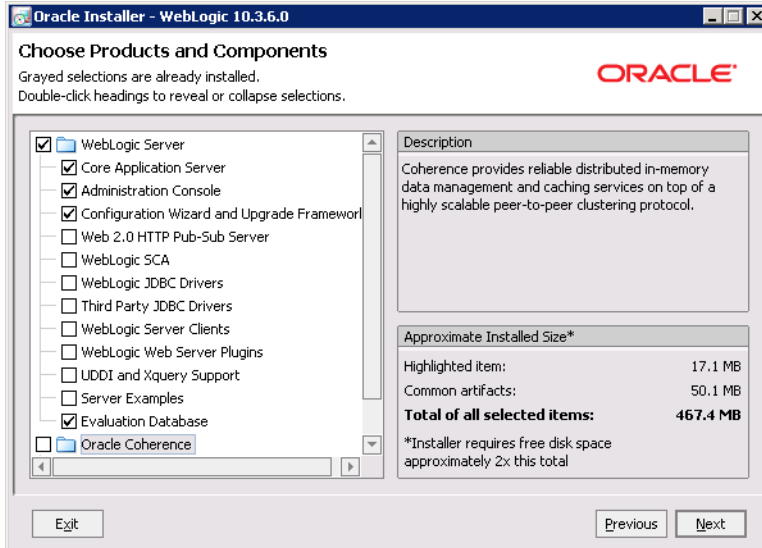 Oracle Installer - WebLogic 10.3.6.0
Choose Products and Components
Grayed selections are already installed.
Double-click headings to reveal or collapse selections.
ORACLE
WebLogic Server
Core Application Server
Administration Console
Configuration Wizard and Upgrade Framework
Web 2.0 HTTP Pub-Sub Server
WebLogic SCA
WebLogic JDBC Drivers
Third Party JDBC Drivers
WebLogic Server Clients
WebLogic Web Server Plugins
UDDI and Xquery Support
Server Examples
Evaluation Database
Oracle Coherence
Description
Coherence provides reliable distributed in-memory
data management and caching services on top of a
highly scalable peer-to-peer clustering protocol.
Approximate Installed Size*
Highlighted item: 17.1 MB
Common artifacts: 50.1 MB
Total of all selected items: 467.4 MB
*Installer requires free disk space
approximately 2x this total
Exit
Previous
Next